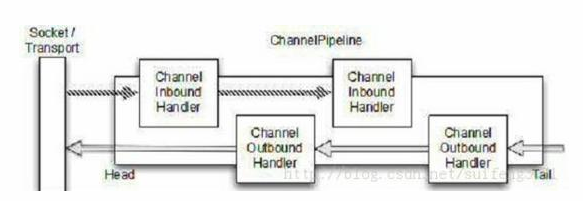 Socket /
Transport
ChannelPipeline
Channel
Inbound
Handler
Channel
Inbound
Handler
Channel
Outbound
Handler
Channel
Outbound
Handler
Head
Tail